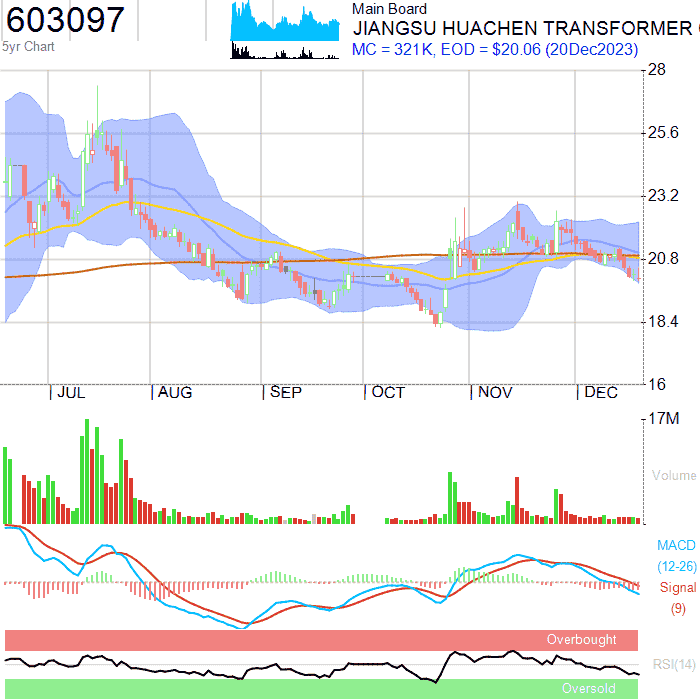 603097
5yr Chart
Main Board
JIANGSU HUACHEN TRANSFORMER
MC = 321K, EOD = $20.06 (20Dec2023)
28
25.6
23.2
20.8
18.4
16
JUL AUG SEP OCT NOV DEC
17M
Volume
MACD
(12-26)
Signal
(9)
Overbought
RSI(14)
Oversold